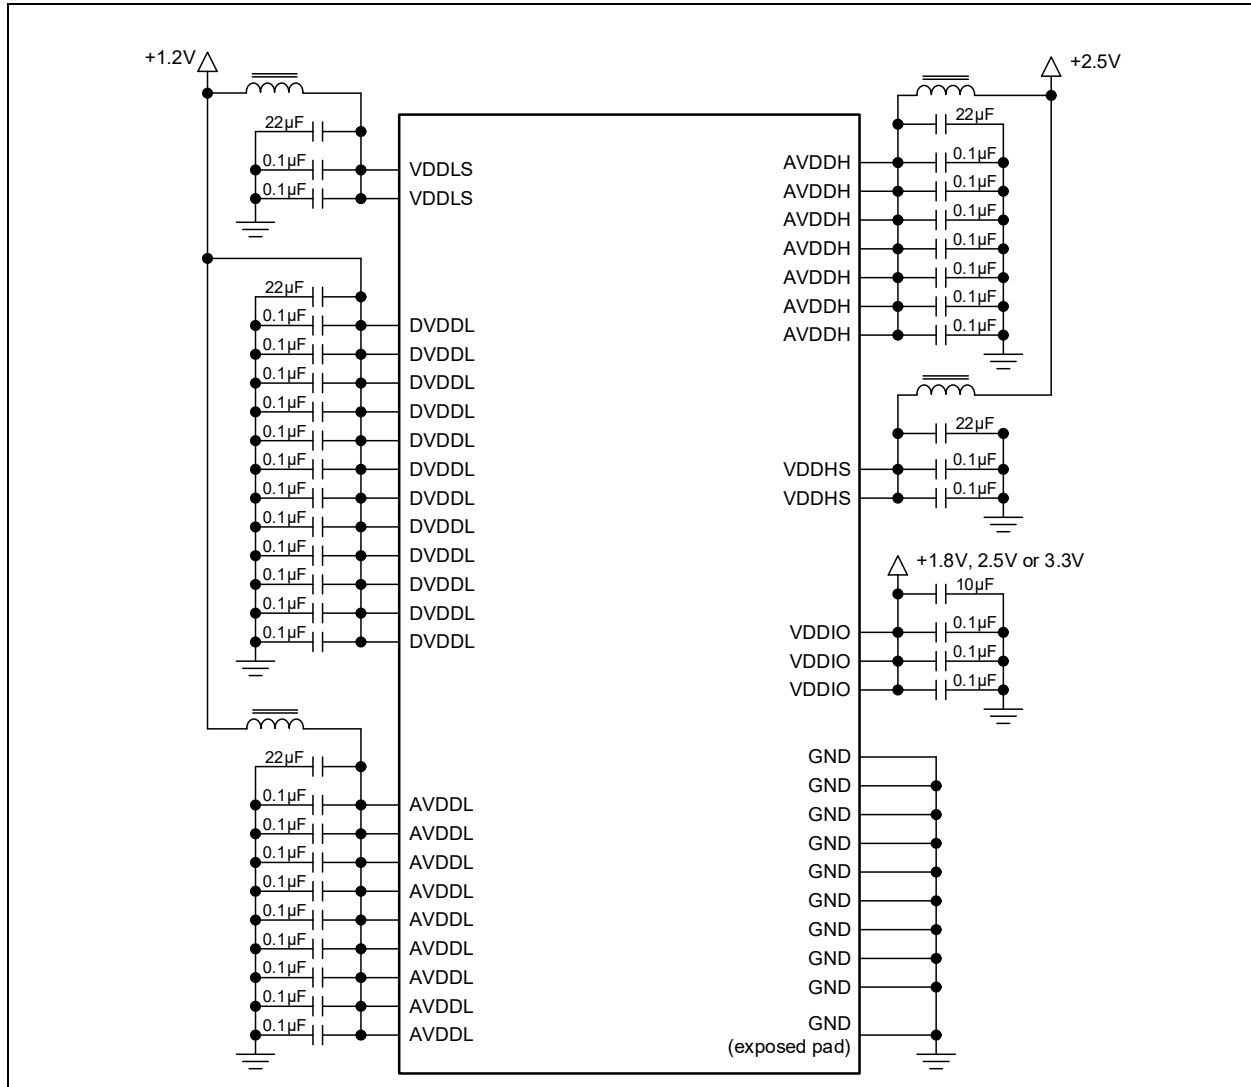 +1.2V
22µF
0.1µF VDDLS
0.1µF VDDLS
22µF
0.1µF DVDDL
0.1µF DVDDL
0.1µF DVDDL
0.1µF DVDDL
0.1µF DVDDL
0.1µF DVDDL
0.1µF DVDDL
0.1µF DVDDL
0.1µF DVDDL
0.1µF DVDDL
0.1µF DVDDL
0.1µF DVDDL
22µF
0.1µF AVDDL
0.1µF AVDDL
0.1µF AVDDL
0.1µF AVDDL
0.1µF AVDDL
0.1µF AVDDL
0.1µF AVDDL
0.1µF AVDDL
0.1µF AVDDL
+2.5V
22µF
AVDDH 0.1µF
AVDDH 0.1µF
AVDDH 0.1µF
AVDDH 0.1µF
AVDDH 0.1µF
AVDDH 0.1µF
AVDDH 0.1µF
22µF
VDDHS 0.1µF
VDDHS 0.1µF
+1.8V, 2.5V or 3.3V
10µF
VDDIO 0.1µF
VDDIO 0.1µF
VDDIO 0.1µF
GND
GND
GND
GND
GND
GND
GND
GND
GND
GND
(exposed pad)